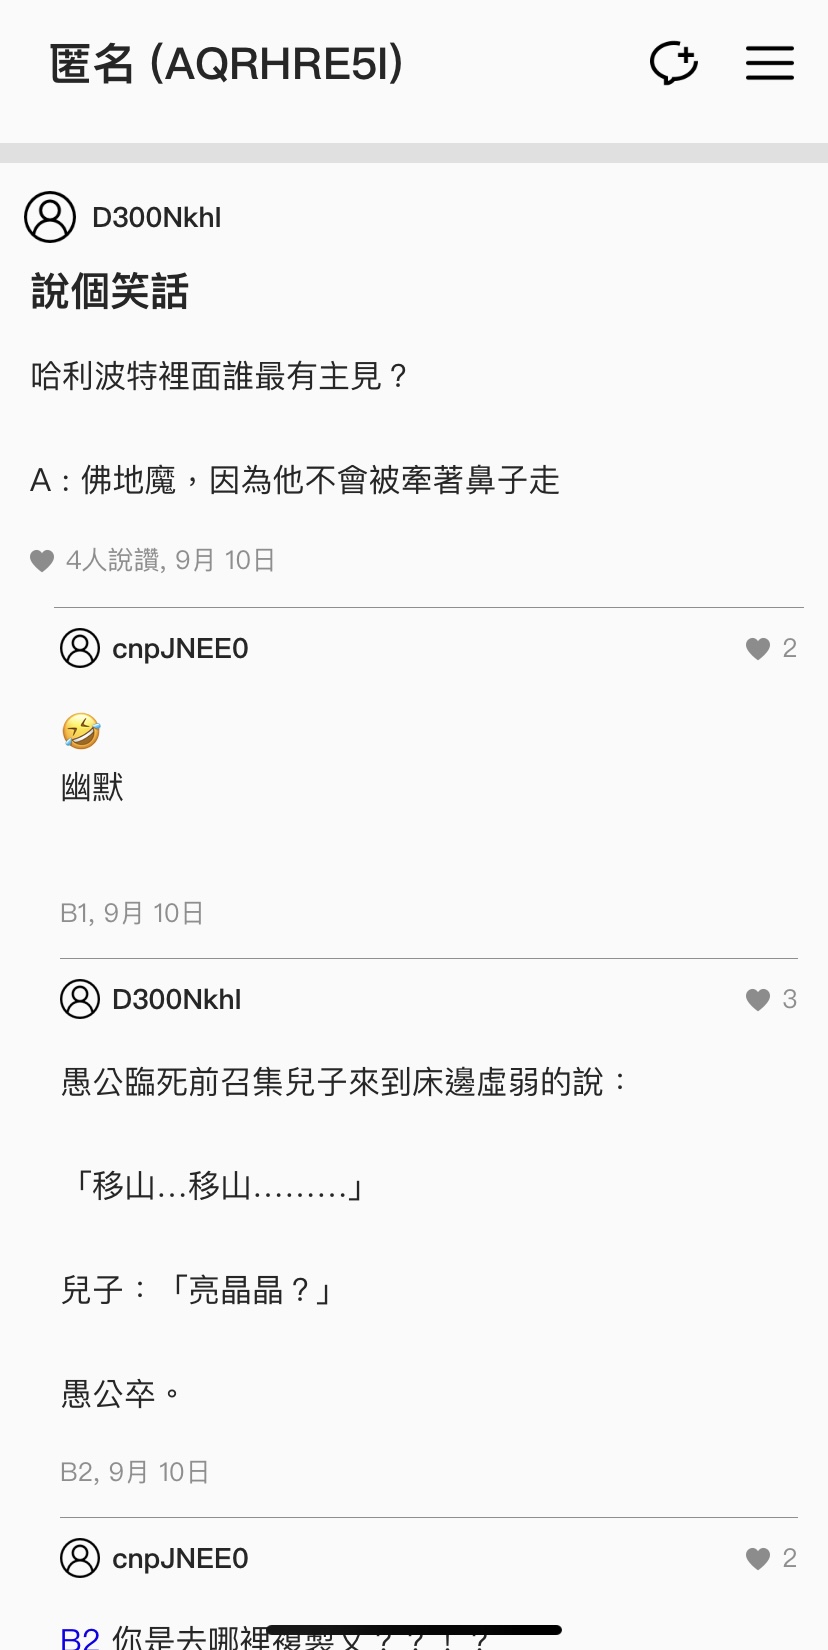 匿名 (AQRHRE5I)
D300Nkhl
說個笑話
哈利波特裡面誰最有主見？
A：佛地魔，因為他不會被牽著鼻子走
4人說讚, 9月 10日
cnpJNEE0
2
🤣
幽默
B1, 9月 10日
D300Nkhl
3
愚公臨死前召集兒子來到床邊虛弱的說：
「移山...移山.........」
兒子：「亮晶晶？」
愚公卒。
B2, 9月 10日
cnpJNEE0
2
B2 你是去哪裡複製文？？！？